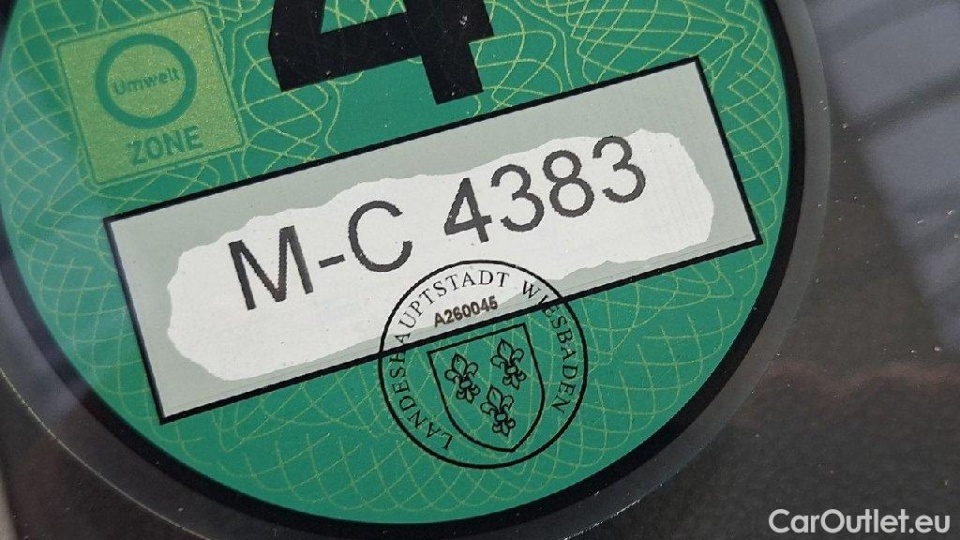 4
Umwelt
ZONE
M-C 4383
LANDESHAUPTSTADT WIESBADEN
A260045
CarOutlet.eu